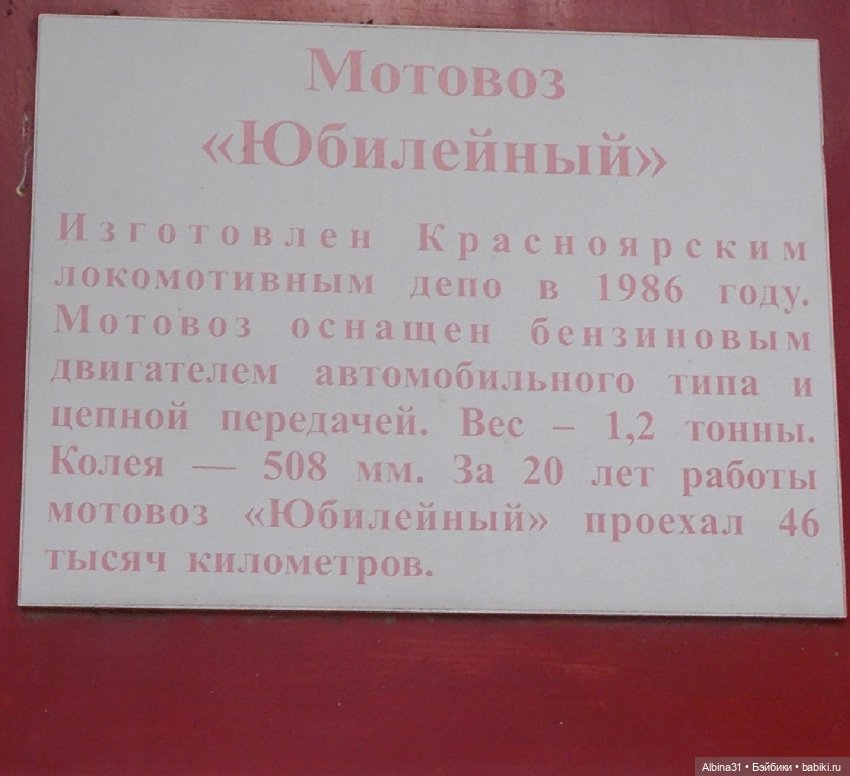 Мотовоз
«Юбилейный»
Изготовлен Красноярским
локомотивным депо в 1986 году.
Мотовоз оснащен бензиновым
двигателем автомобильного типа и
цепной передачей. Вес – 1,2 тонны.
Колея — 508 мм. За 20 лет работы
мотовоз «Юбилейный» проехал 46
тысяч километров.
Albina31 • Бэйбики • babiki.ru